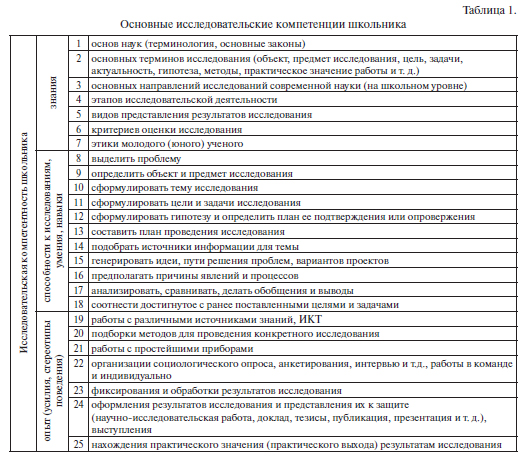 Таблица 1.
Основные исследовательские компетенции школьника
Исследовательская компетентность школьника
знания
1 основ наук (терминология, основные законы)
2 основных терминов исследования (объект, предмет исследования, цель, задачи,
актуальность, гипотеза, методы, практическое значение работы и т. д.)
3 основных направлений исследований современной науки (на школьном уровне)
4 этапов исследовательской деятельности
5 видов представления результатов исследования
6 критериев оценки исследования
7 этики молодого (юного) ученого
способности к исследованиям,
умения, навыки
8 выделить проблему
9 определить объект и предмет исследования
10 сформулировать тему исследования
11 сформулировать цели и задачи исследования
12 сформулировать гипотезу и определить план ее подтверждения или опровержения
13 составить план проведения исследования
14 подобрать источники информации для темы
15 генерировать идеи, пути решения проблем, вариантов проектов
16 предполагать причины явлений и процессов
17 анализировать, сравнивать, делать обобщения и выводы
18 соотнести достигнутое с ранее поставленными целями и задачами
опыт (усилия, стереотипы
поведения)
19 работы с различными источниками знаний, ИКТ
20 подборки методов для проведения конкретного исследования
21 работы с простейшими приборами
22 организации социологического опроса, анкетирования, интервью и т.д., работы в команде
и индивидуально
23 фиксирования и обработки результатов исследования
24 оформления результатов исследования и представления их к защите
(научно-исследовательская работа, доклад, тезисы, публикация, презентация и т. д.),
выступления
25 нахождения практического значения (практического выхода) результатам исследования